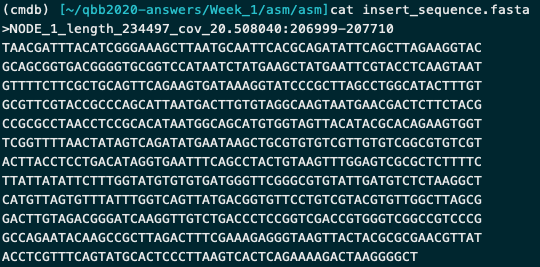 (cmdb) [~/qbb2020-answers/Week_1/asm/asm]cat insert_sequence.fasta
>NODE_1_length_234497_cov_20.508040:206999-207710
TAACGATTTACATCGGGAAAGCTTAATGCAATTCACGCAGATATTCAGCTTAGAAGGTAC
GCAGCGGTGACGGGGTGCGGTCCATAATCTATGAAGCTATGAATTCGTACCTCAAGTAAT
GTTTTCTTCGCTGCAGTTCAGAAGTGATAAAGGTATCCCGCTTAGCCTGGCATACTTTGT
GCGTTCGTACCGCCCAGCATTAATGACTTGTGTAGGCAAGTAATGAACGACTCTTCTACG
CCGCGCCTAACCTCCGCACATAATGGCAGCATGTGGTAGTTACATACGCACAGAAGTGGT
TCGGTTTTAACTATAGTCAGATATGAATAAGCTGCGTGTGTCGTTGTGTCGGCGTGTCGT
ACTTACCTCCTGACATAGGTGAATTTCAGCCTACTGTAAGTTTGGAGTCGCGCTCTTTTC
TTATTATATTCTTTGGTATGTGTGTGATGGGTTCGGGCGTGTATTGATGTCTCTAAGGCT
CATGTTAGTGTTTATTTGGTCAGTTATGACGGTGTTCCTGTCGTACGTGTTGGCTTAGCG
GACTTGTAGACGGGATCAAGGTTGTCTGACCCTCCGGTCGACCGTGGGTCGGCCGTCCCG
GCCAGAATACAAGCCGCTTAGACTTTCGAAAGAGGGTAAGTTACTACGCGCGAACGTTAT
ACCTCGTTTCAGTATGCACTCCCTTAAGTCACTCAGAAAAGACTAAGGGGCT